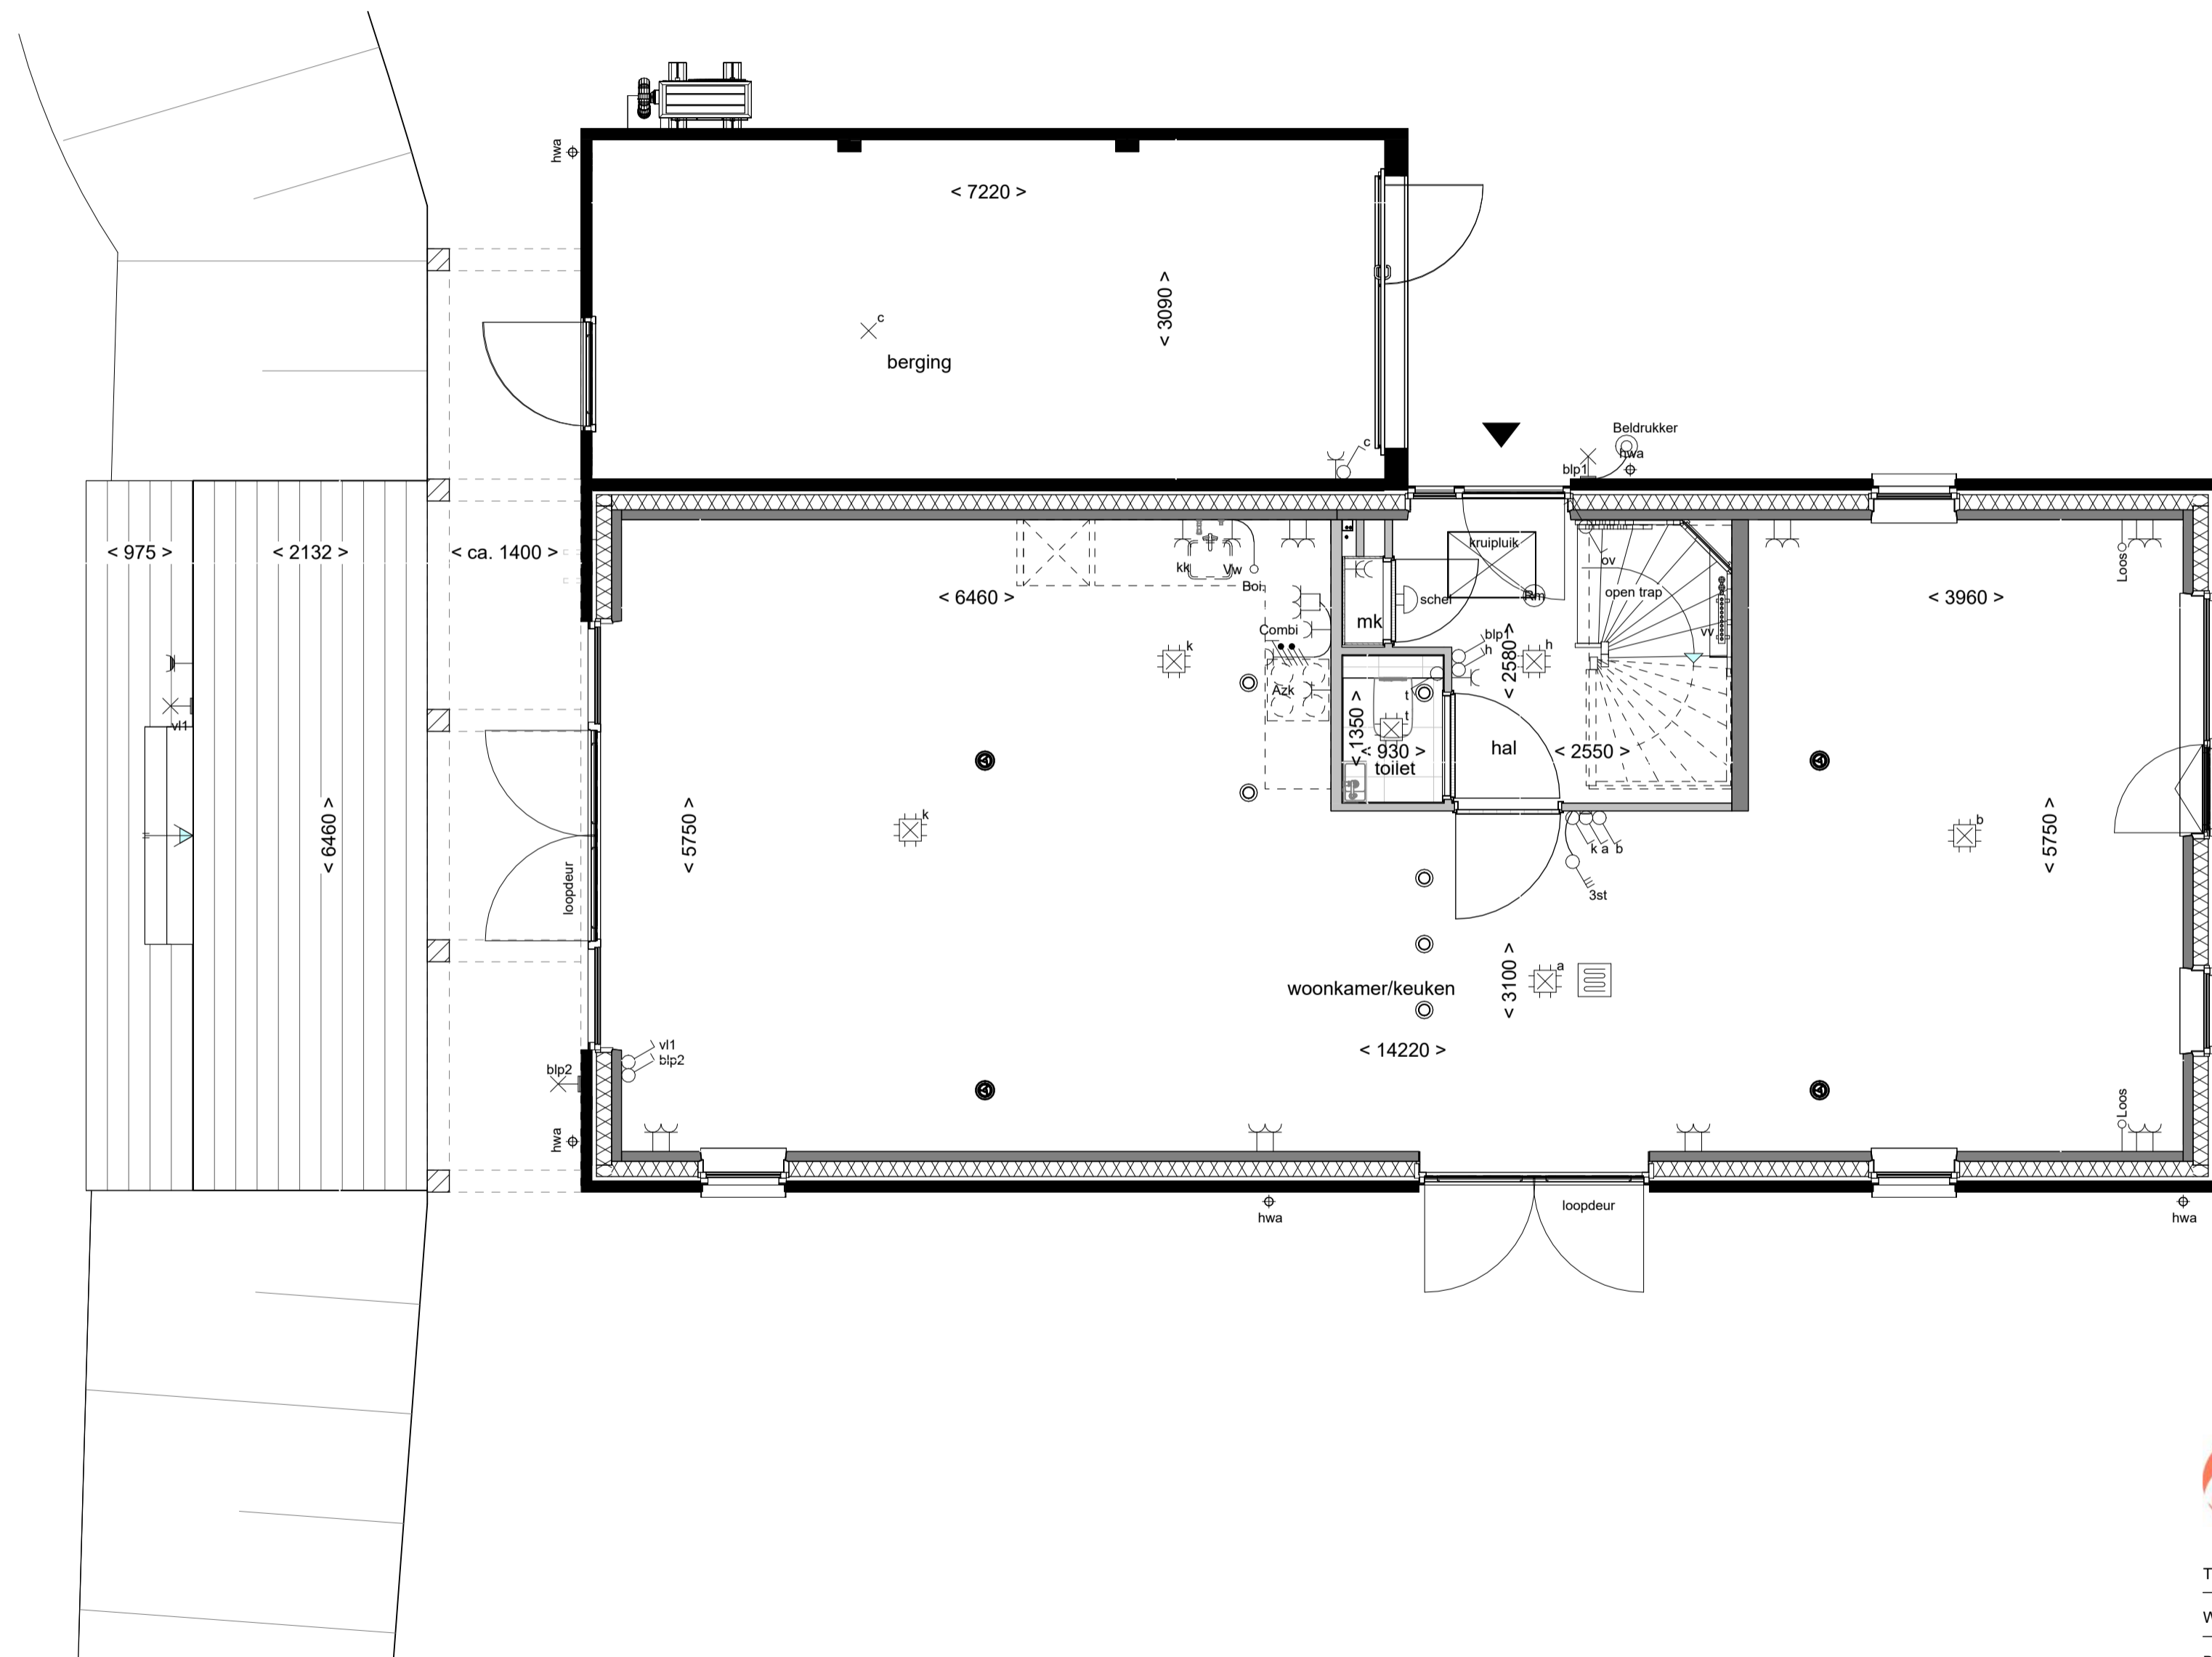 hwa
< 7220 >
< 3090 >
c
berging
c
Beldrukker
hwa
blp1
< 975 >
< 2132 >
< ca. 1400 >
kruipluik
Loos
kk
Vw
Boi.
ov
open trap
< 6460 >
schel
Rm
< 3960 >
mk
Combi
vv
blp1
h
< 2580 >
h
k
Azk
t
t
vl1
< 1350 >
< 930 >
toilet
hal
< 2550 >
< 6460 >
loopdeur
< 5750 >
k
k a b
3st
b
< 5750 >
a
< 3100 >
woonkamer/keuken
vl1
blp2
< 14220 >
blp2
Loos
hwa
hwa
loopdeur
hwa